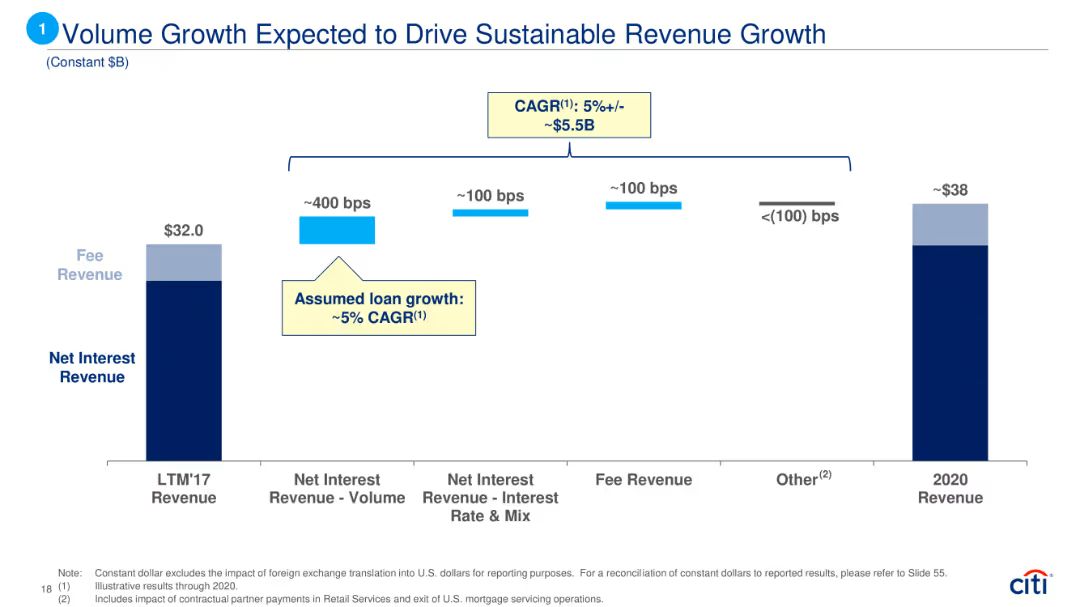 1
Volume Growth Expected to Drive Sustainable Revenue Growth
(Constant $B)
CAGR(1): 5%+/-
~$5.5B
~400 bps
~100 bps
~100 bps
<(100) bps
~$38
$32.0
Fee
Revenue
Assumed loan growth:
~5% CAGR(1)
Net Interest
Revenue
LTM'17
Revenue
Net Interest
Revenue - Volume
Net Interest
Revenue - Interest
Rate & Mix
Fee Revenue
Other(2)
2020
Revenue
Note: Constant dollar excludes the impact of foreign exchange translation into U.S. dollars for reporting purposes. For a reconciliation of constant dollars to reported results, please refer to Slide 55.
18 (1) Illustrative results through 2020.
(2) Includes impact of contractual partner payments in Retail Services and exit of U.S. mortgage servicing operations.
citi